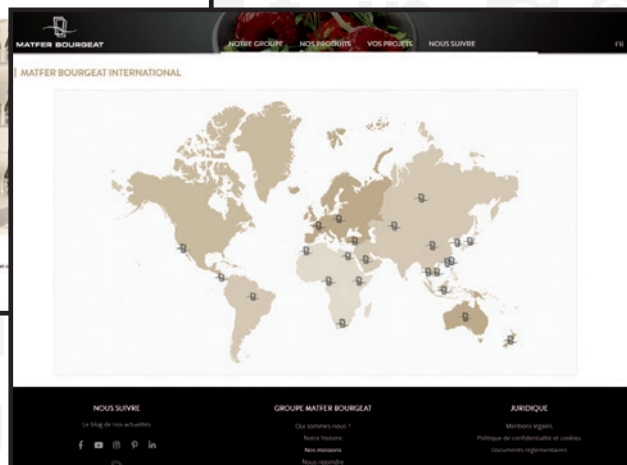 MATFER BOURGEAT
NOTRE GROUPE NOS PRODUITS VOS PROJETS NOUS SUIVRE FR
MATFER BOURGEAT INTERNATIONAL
NOUS SUIVRE
Le blog de nos actualités
GROUPE MATFER BOURGEAT
Qui sommes-nous ?
Notre histoire
Nos missions
Nous rejoindre
JURIDIQUE
Mentions légales
Politique de confidentialité et cookies
Documents réglementaires